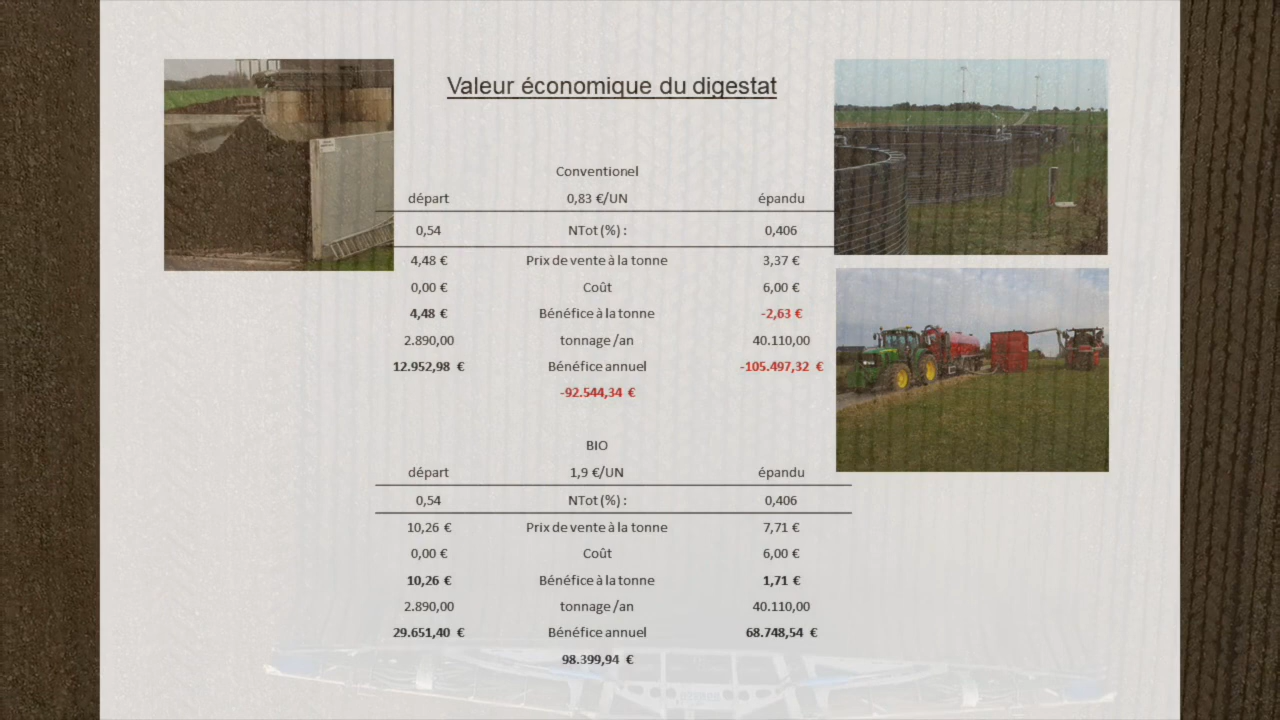 Valeur économique du digestat
Conventionel
départ 0,83 €/UN épandu
0,54 NTot (%) : 0,406
4,48 € Prix de vente à la tonne 3,37 €
0,00 € Coût 6,00 €
4,48 € Bénéfice à la tonne -2,63 €
2.890,00 tonnage /an 40.110,00
12.952,98 € Bénéfice annuel -105.497,32 €
-92.544,34 €
BIO
départ 1,9 €/UN épandu
0,54 NTot (%) : 0,406
10,26 € Prix de vente à la tonne 7,71 €
0,00 € Coût 6,00 €
10,26 € Bénéfice à la tonne 1,71 €
2.890,00 tonnage /an 40.110,00
29.651,40 € Bénéfice annuel 68.748,54 €
98.399,94 €